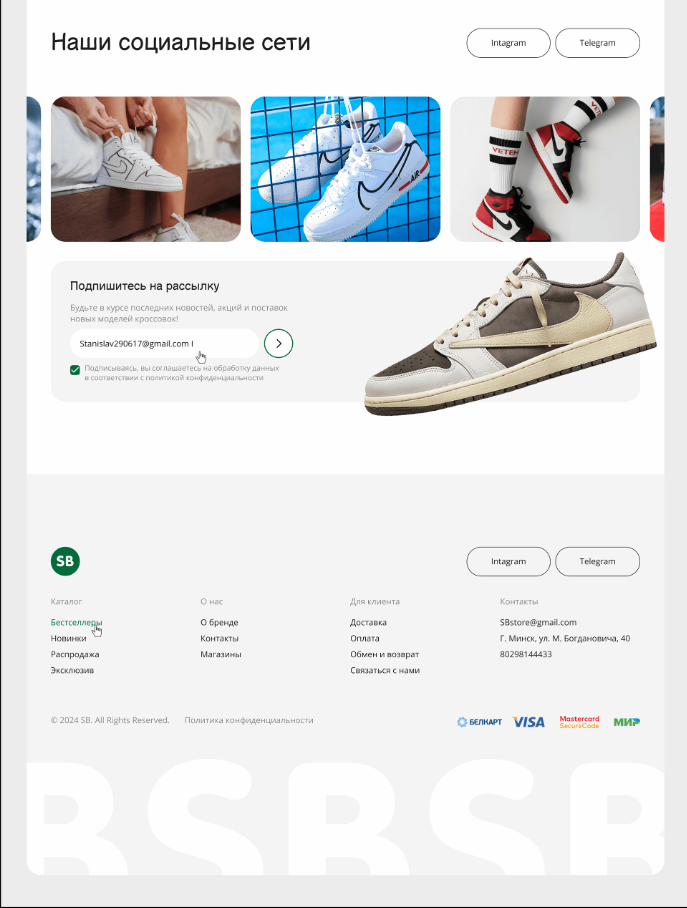 Наши социальные сети
Intagram
Telegram
AIR
VETEM
Подпишитесь на рассылку
Будьте в курсе последних новостей, акций и поставок
новых моделей кроссовок!
Stanislav290617@gmail.com I
Подписываясь, вы соглашаетесь на обработку данных
в соответствии с политикой конфиденциальности
SB
Intagram
Telegram
Каталог
О нас
Для клиента
Контакты
Бестселлеры
О бренде
Доставка
SBstore@gmail.com
Новинки
Контакты
Оплата
Г. Минск, ул. М. Богдановича, 40
Распродажа
Магазины
Обмен и возврат
80298144433
Эксклюзив
Связаться с нами
© 2024 SB. All Rights Reserved.
Политика конфиденциальности
БЕЛКАРТ
VISA
Mastercard
SecureCode
МИР
BSBSB